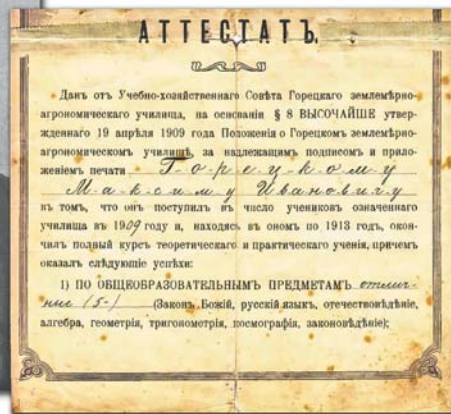 АТТЕСТАТЪ.
Данъ отъ Учебно-хозяйственнаго Совѣта Горецкаго землемѣрно-
агрономическаго училища, на основаніи § 8 ВЫСОЧАЙШЕ утвер-
жденнаго 19 апрѣля 1909 года Положенія о Горецкомъ землемѣрно-
агрономическомъ училищѣ, за надлежащимъ подписомъ и прило-
женіемъ печати Г-о-р-е-ц-к-о-м-у
М-а-к-с-и-м-у Ивановичу
въ томъ, что онъ поступилъ въ число учениковъ означеннаго
училища въ 1909 году и, находясь въ ономъ по 1913 годъ, окон-
чилъ полный курсъ теоретическаго и практическаго ученія, причемъ
оказалъ слѣдующіе успѣхи:
1) ПО ОБЩЕОБРАЗОВАТЕЛЬНЫМЪ ПРЕДМЕТАМЪ отлич-
ные (5-) (Законъ Божій, русскій языкъ, отечествовѣдѣніе,
алгебра, геометрія, тригонометрія, космографія, законовѣдѣніе);